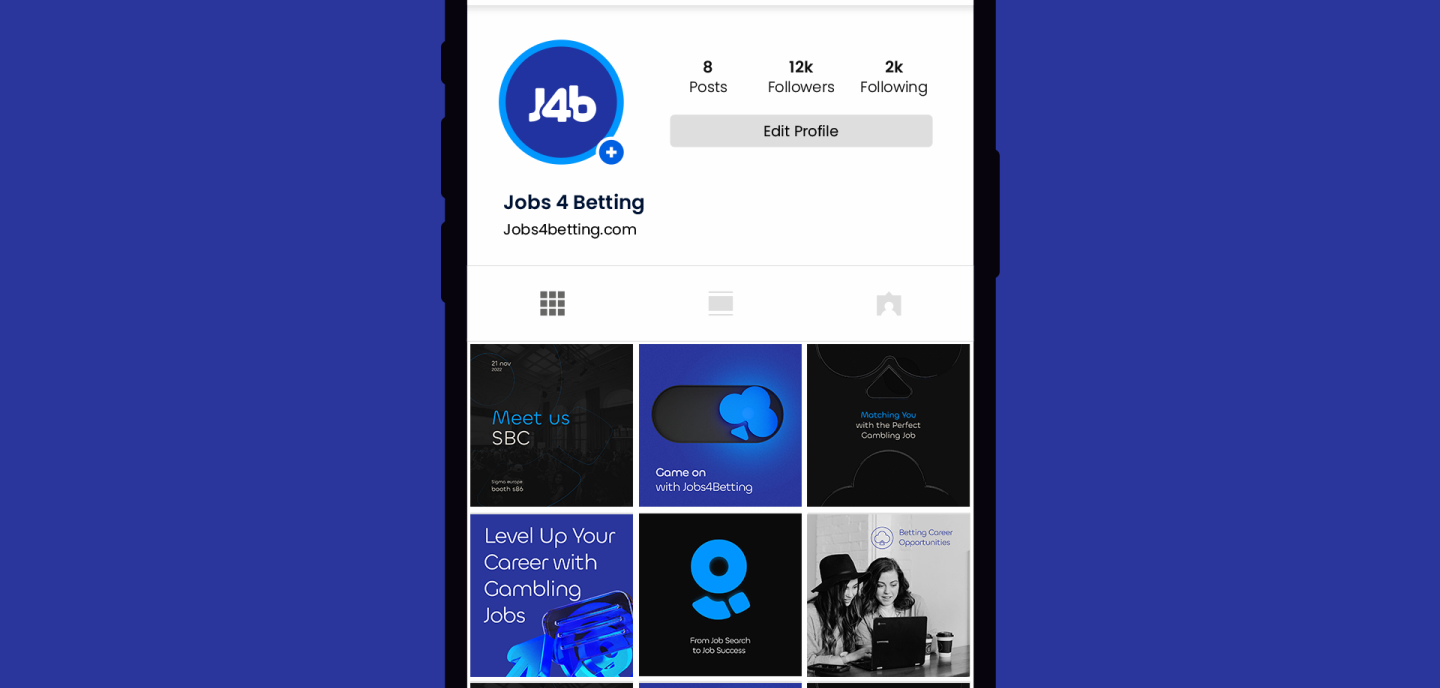 J4b
8
Posts
12k
Followers
2k
Following
Edit Profile
Jobs 4 Betting
Jobs4betting.com
21 nov
2022
Meet us
SBC
Sigma europe
booth s86
Game on
with Jobs4Betting
Matching You
with the Perfect
Gambling Job
Level Up Your
Career with
Gambling
Jobs
From Job Search
to Job Success
Betting Career
Opportunities